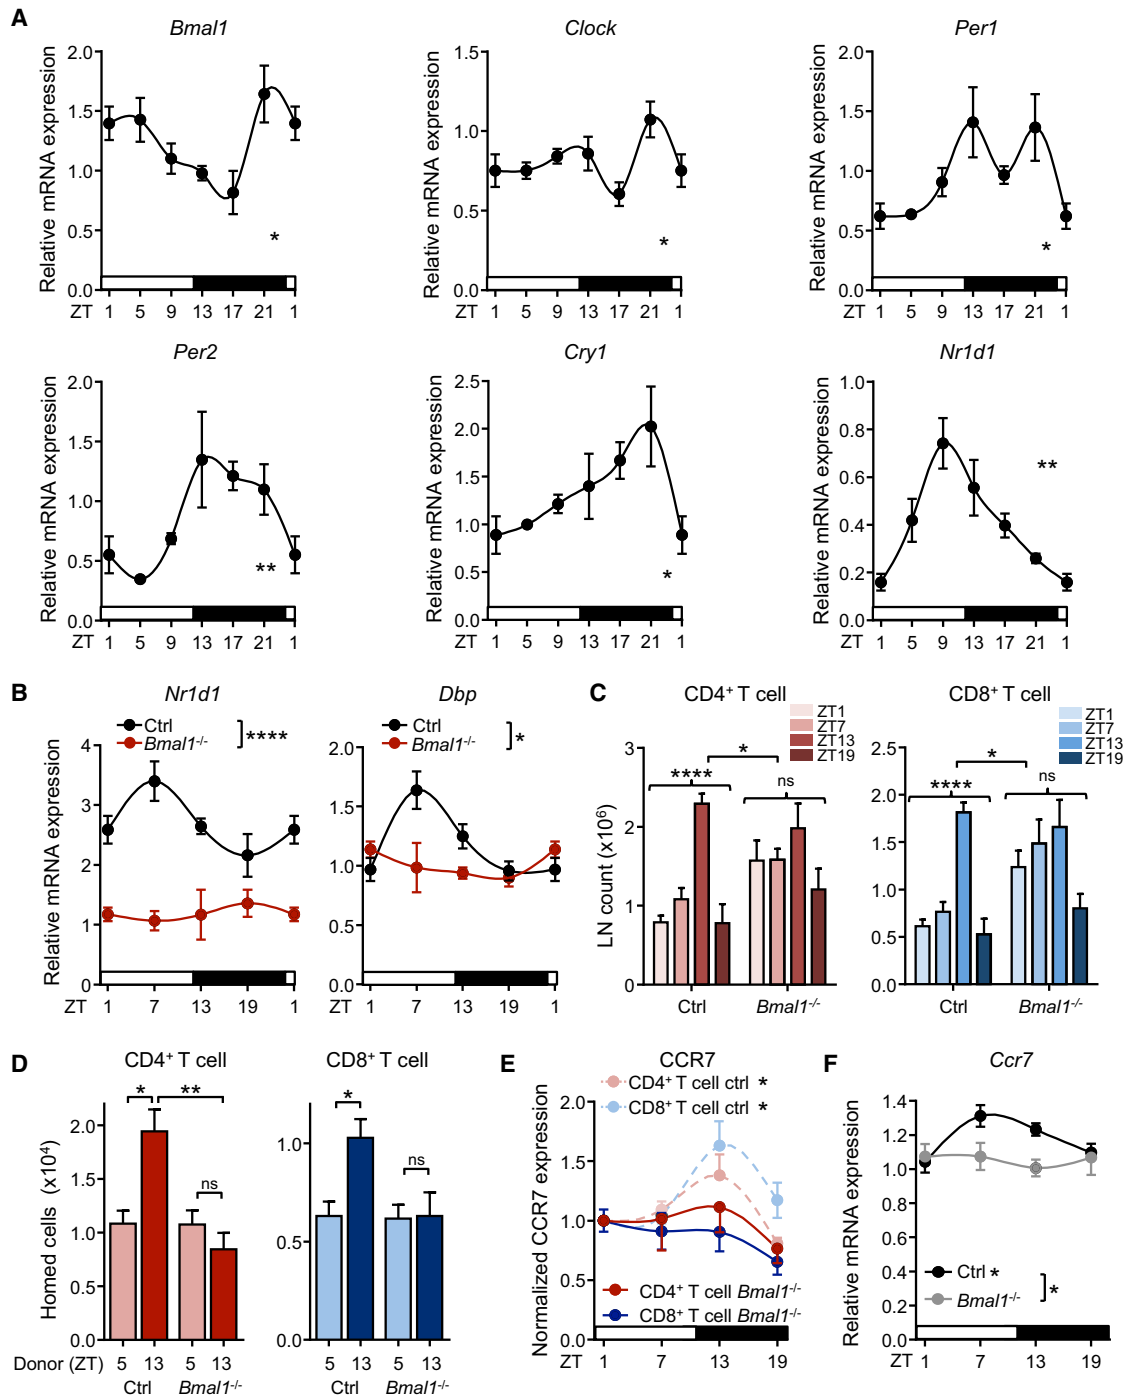 A
Bmal1
Clock
Per1
Relative mRNA expression
2.0
1.5
1.0
0.5
0.0
*
ZT 1 5 9 13 17 21 1
Relative mRNA expression
1.5
1.0
0.5
0.0
*
ZT 1 5 9 13 17 21 1
Relative mRNA expression
2.0
1.5
1.0
0.5
0.0
*
ZT 1 5 9 13 17 21 1
Per2
Cry1
Nr1d1
Relative mRNA expression
2.0
1.5
1.0
0.5
0.0
**
ZT 1 5 9 13 17 21 1
Relative mRNA expression
2.5
2.0
1.5
1.0
0.5
0.0
*
ZT 1 5 9 13 17 21 1
Relative mRNA expression
1.0
0.8
0.6
0.4
0.2
0.0
**
ZT 1 5 9 13 17 21 1
B
Nr1d1
Ctrl
Bmal1-/-
****
Relative mRNA expression
4
3
2
1
0
ZT 1 7 13 19 1
Dbp
Ctrl
Bmal1-/-
*
2.0
1.5
1.0
0.5
0.0
1 7 13 19 1
C
CD4+ T cell
ZT1
ZT7
ZT13
ZT19
LN count (x10⁶)
3
2
1
0
*
****
ns
Ctrl Bmal1-/-
CD8+ T cell
ZT1
ZT7
ZT13
ZT19
2.5
2.0
1.5
1.0
0.5
0.0
*
****
ns
Ctrl Bmal1-/-
D
CD4+ T cell
Homed cells (x10⁴)
2.0
1.5
1.0
0.5
0.0
* **
ns
Donor (ZT) 5 13 5 13
Ctrl Bmal1-/-
CD8+ T cell
1.0
0.5
0.0
*
ns
5 13 5 13
Ctrl Bmal1-/-
E
CCR7
CD4+ T cell ctrl *
CD8+ T cell ctrl *
Normalized CCR7 expression
2.0
1.5
1.0
0.5
0.0
CD4+ T cell Bmal1-/-
CD8+ T cell Bmal1-/-
ZT 1 7 13 19
F
Ccr7
Relative mRNA expression
1.4
1.2
1.0
0.8
0.6
0.4
0.2
0.0
Ctrl *
Bmal1-/-
*
ZT 1 7 13 19